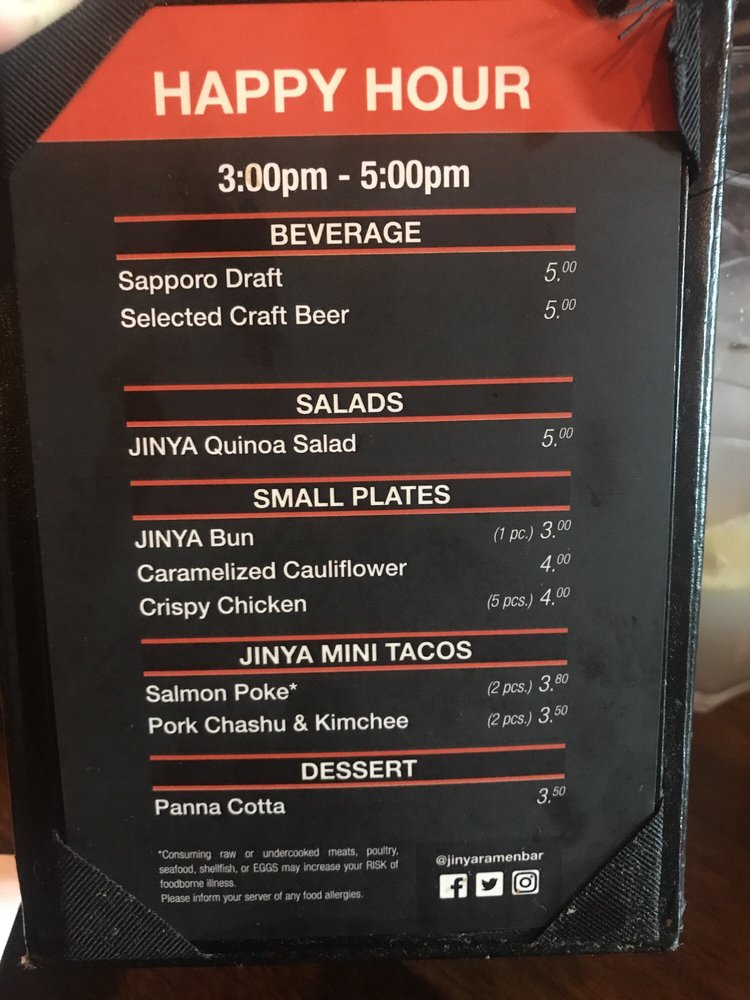 HAPPY HOUR
3:00pm - 5:00pm
BEVERAGE
Sapporo Draft 5.00
Selected Craft Beer 5.00
SALADS
JINYA Quinoa Salad 5.00
SMALL PLATES
JINYA Bun (1 pc.) 3.00
Caramelized Cauliflower 4.00
Crispy Chicken (5 pcs.) 4.00
JINYA MINI TACOS
Salmon Poke* (2 pcs.) 3.80
Pork Chashu & Kimchee (2 pcs.) 3.50
DESSERT
Panna Cotta 3.50
*Consuming raw or undercooked meats, poultry,
seafood, shellfish, or EGGS may increase your RISK of
foodborne illness.
Please inform your server of any food allergies.
@jinyaramenbar